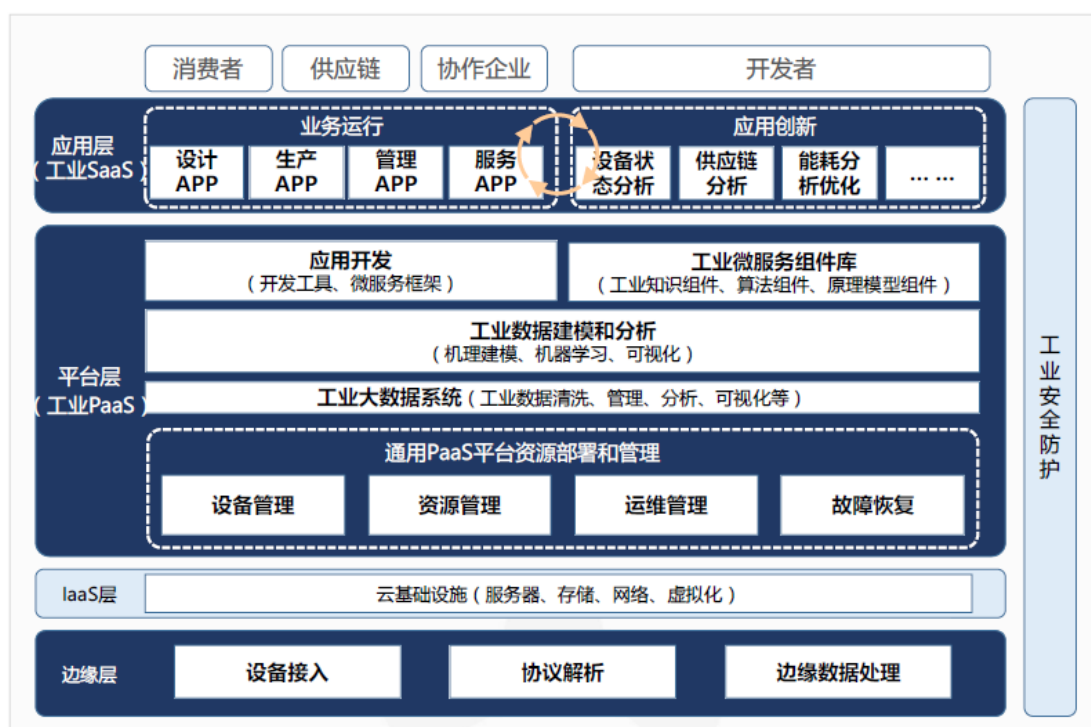 消费者
供应链
协作企业
开发者
应用层
（工业SaaS）
业务运行
设计
APP
生产
APP
管理
APP
服务
APP
应用创新
设备状
态分析
供应链
分析
能耗分
析优化
... ...
平台层
（工业PaaS）
应用开发
（开发工具、微服务框架）
工业微服务组件库
（工业知识组件、算法组件、原理模型组件）
工业数据建模和分析
（机理建模、机器学习、可视化）
工业大数据系统（工业数据清洗、管理、分析、可视化等）
通用PaaS平台资源部署和管理
设备管理
资源管理
运维管理
故障恢复
IaaS层
云基础设施（服务器、存储、网络、虚拟化）
边缘层
设备接入
协议解析
边缘数据处理
工业安全防护